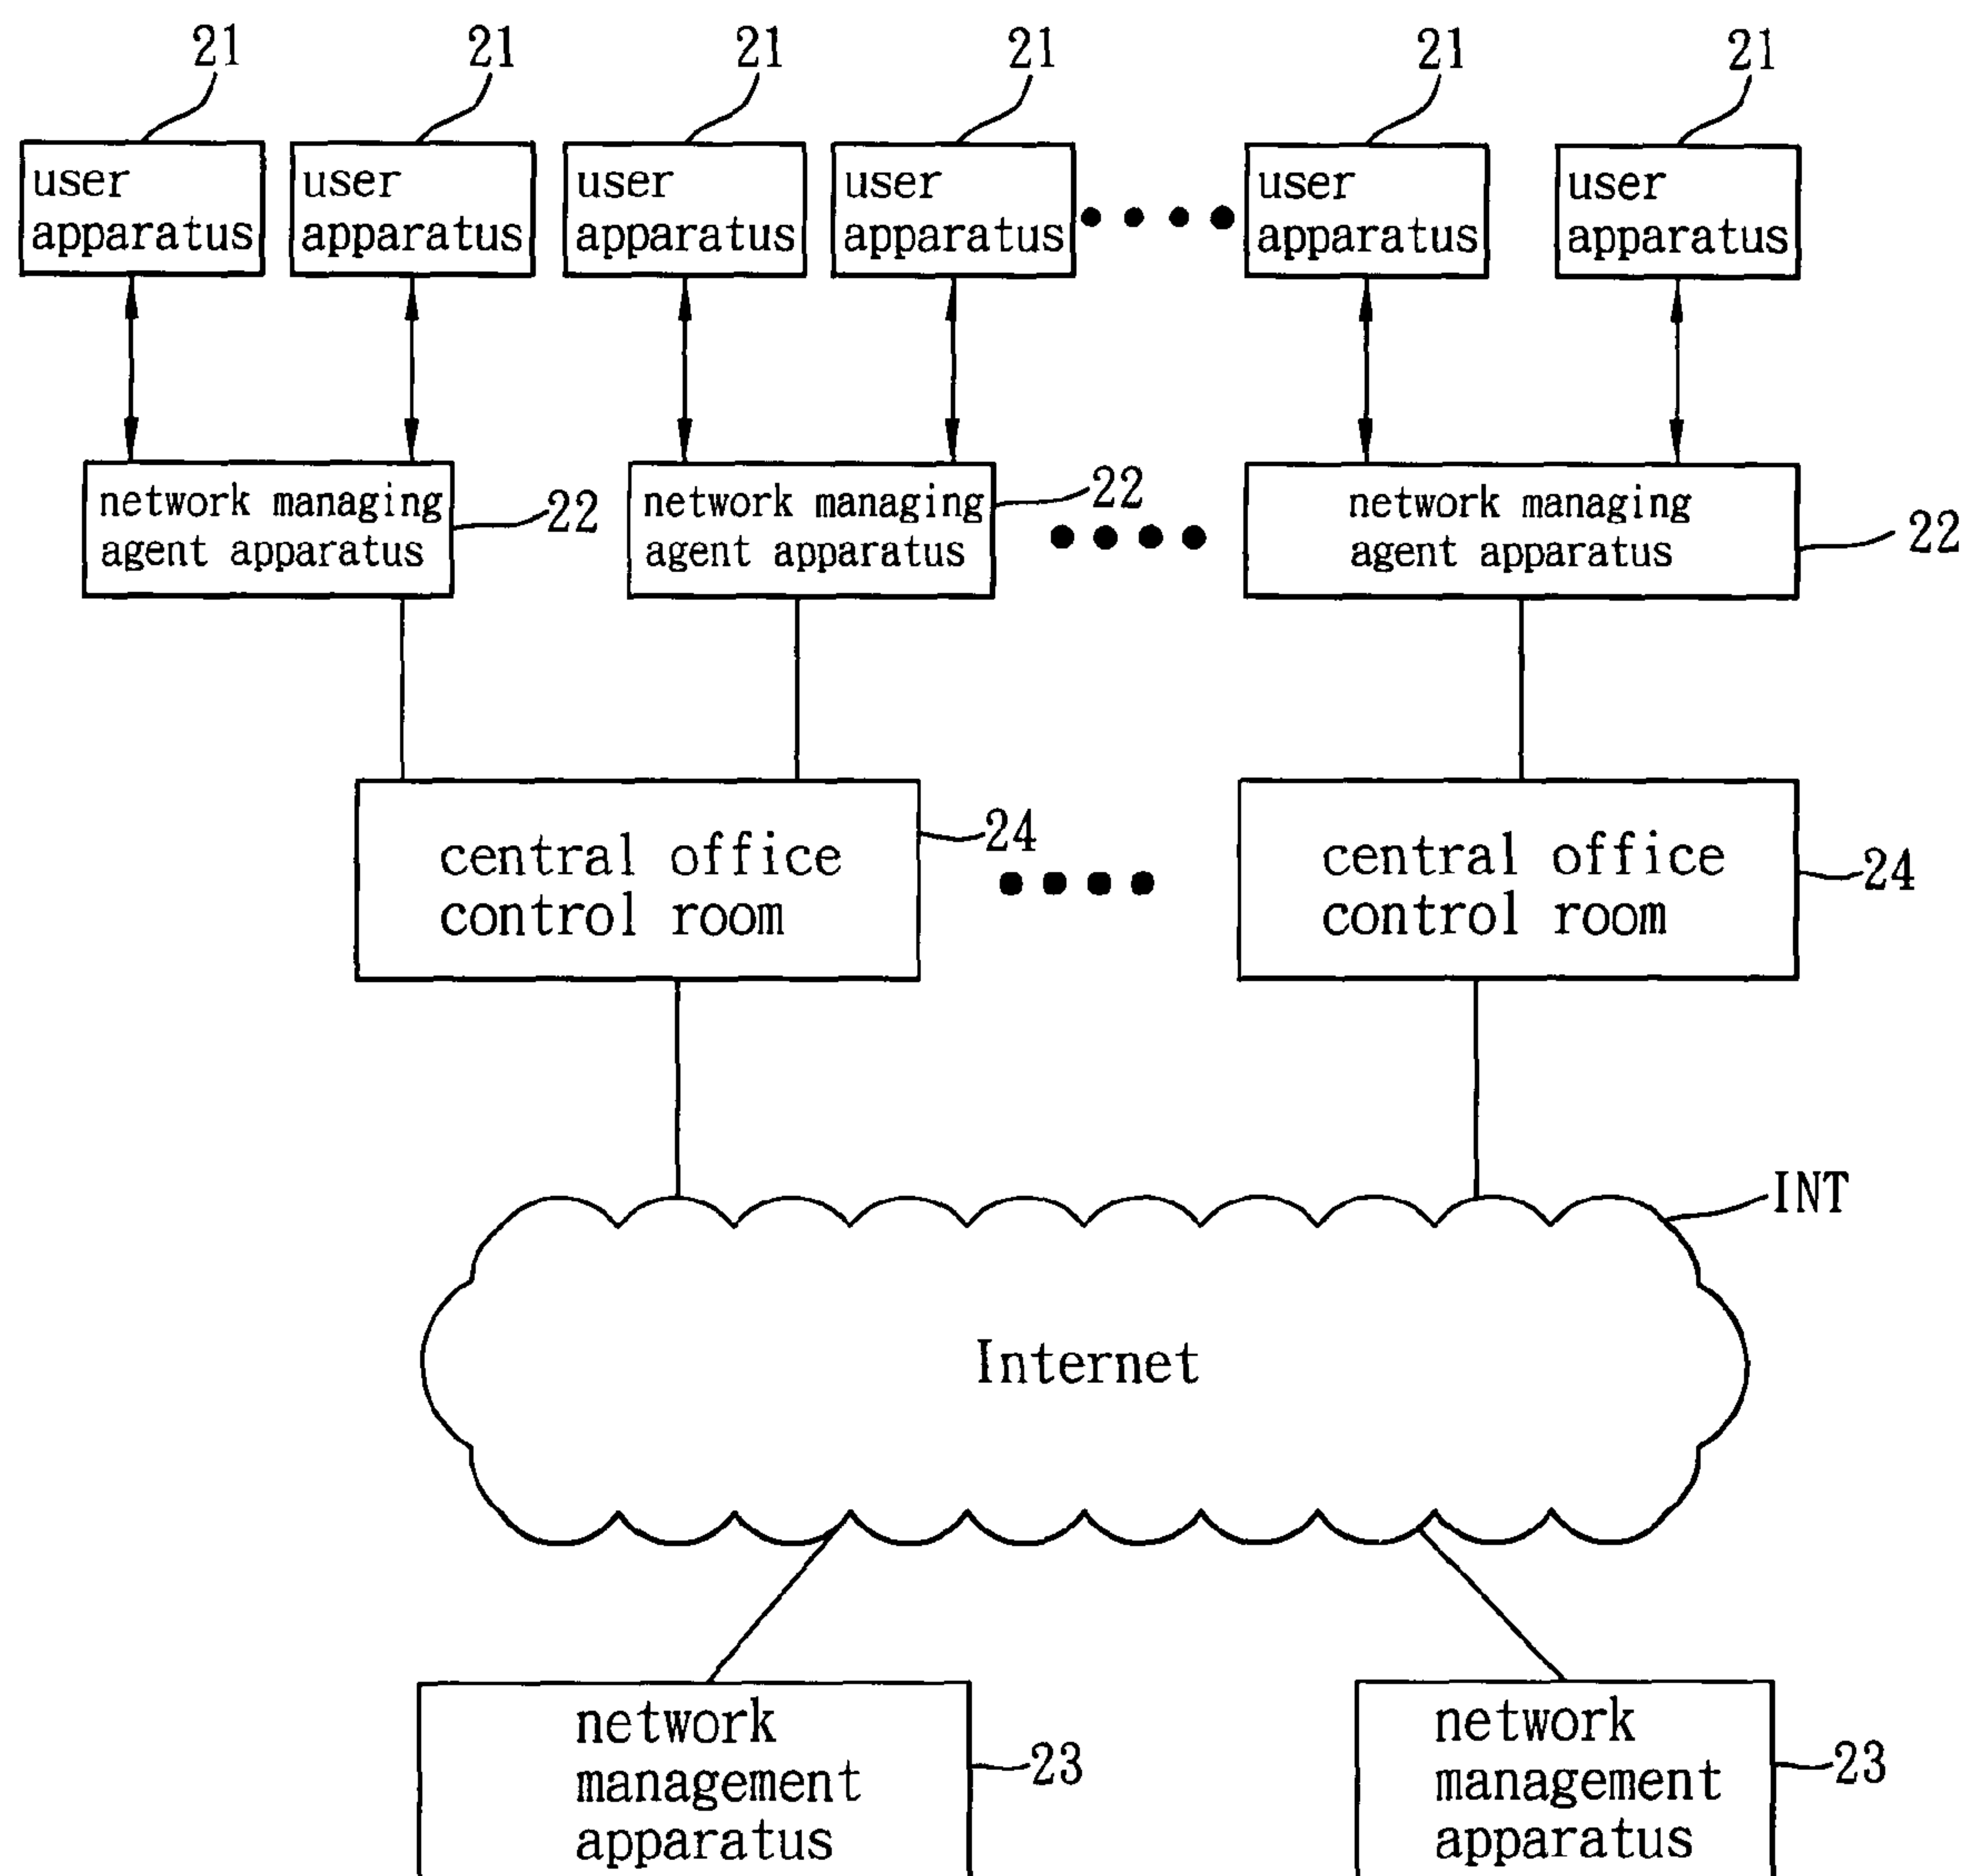 21 21 21 21 21 21
user user user user user user
apparatus apparatus apparatus apparatus apparatus apparatus
network managing
agent apparatus
22
network managing
agent apparatus
22
network managing
agent apparatus
22
central office
control room
24
central office
control room
24
INT
Internet
network
management
apparatus
23
network
management
apparatus
23